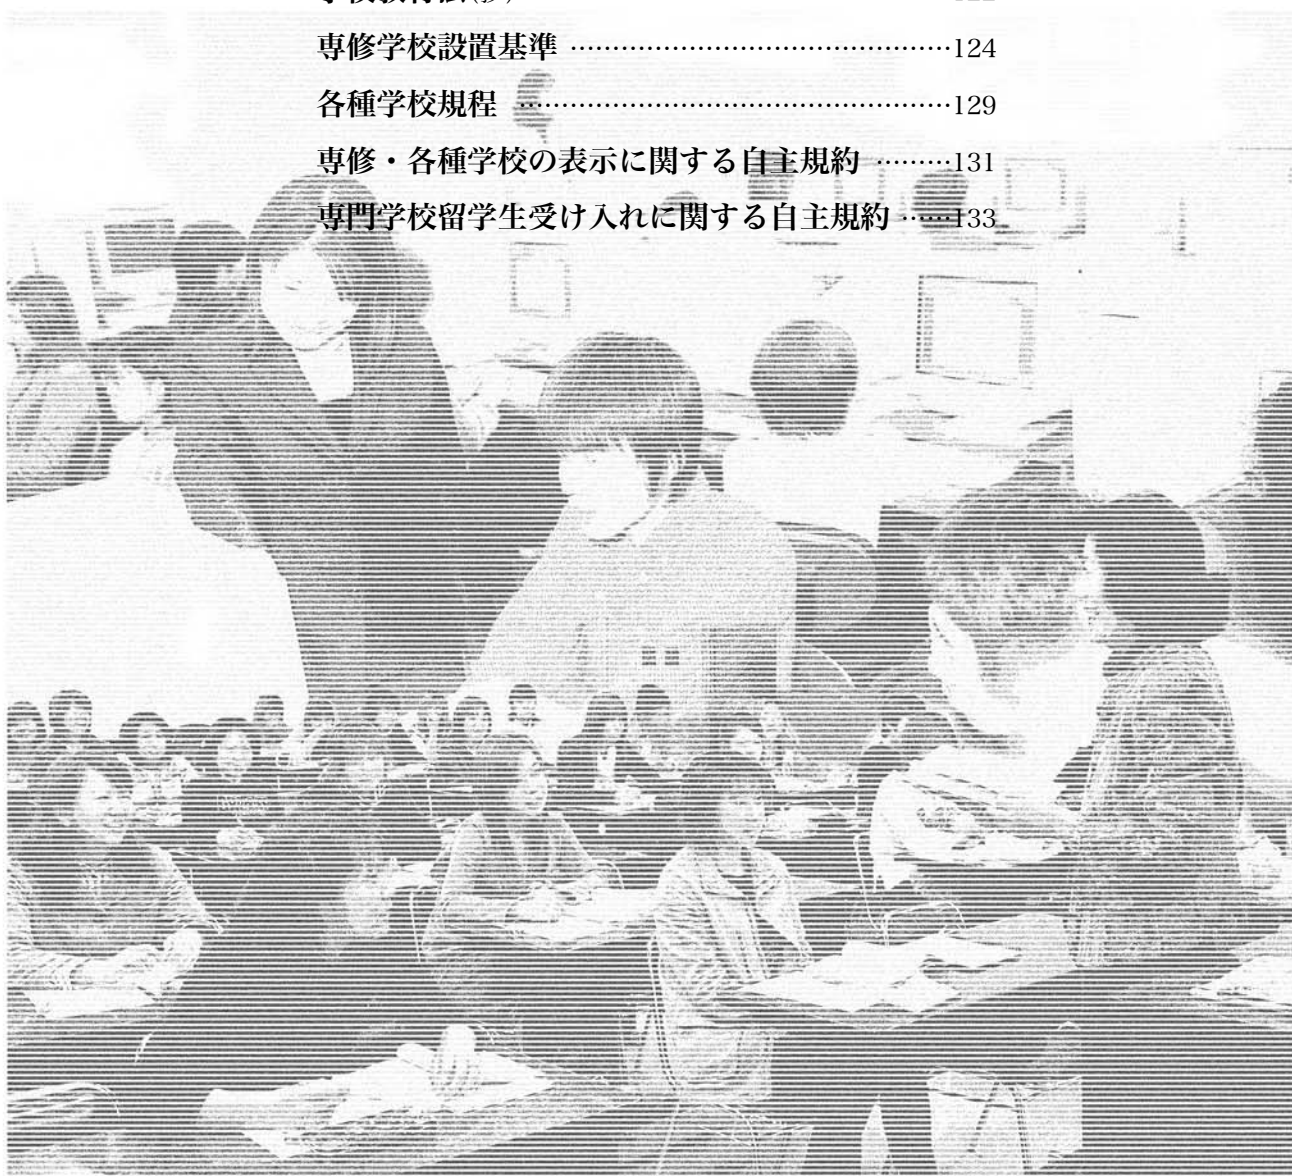 専修学校設置基準 ……………………………………124
各種学校規程 …………………………………………129
専修・各種学校の表示に関する自主規約 ………131
専門学校留学生受け入れに関する自主規約 ……133